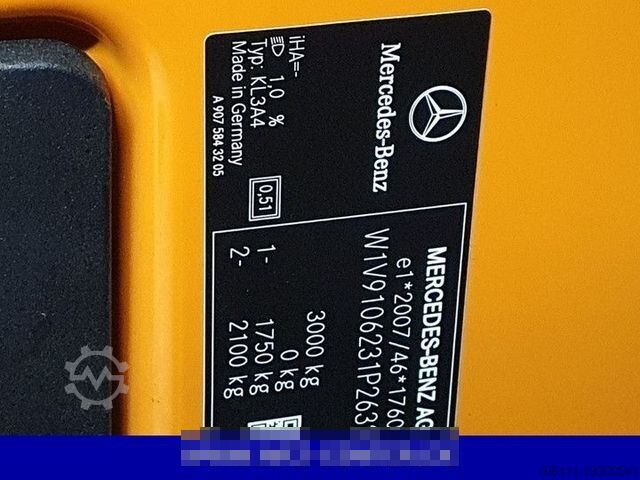 Mercedes-Benz
iHA=-
1,0 %
Typ: KL3A4
Made in Germany
A 907 584 32 05
0,51
MERCEDES-BENZ AG
e1*2007/46*1760
W1V9106231P263
3000 kg
0 kg
1- 1750 kg
2- 2100 kg